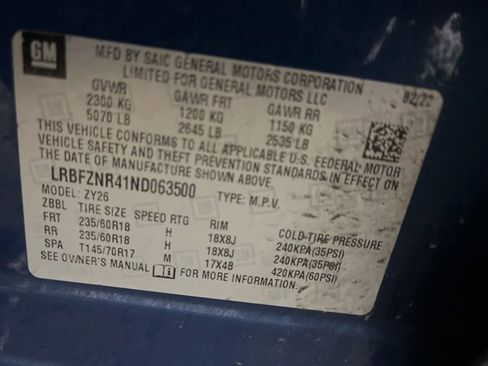 GM
MFD BY SAIC GENERAL MOTORS CORPORATION
LIMITED FOR GENERAL MOTORS LLC 02/22
GVWR GAWR FRT GAWR RR
2300 KG 1200 KG 1150 KG
5070 LB 2645 LB 2535 LB
THIS VEHICLE CONFORMS TO ALL APPLICABLE U.S. FEDERAL MOTOR
VEHICLE SAFETY AND THEFT PREVENTION STANDARDS IN EFFECT ON
THE DATE OF MANUFACTURE SHOWN ABOVE.
LRBFZNR41ND063500 TYPE: M.P.V.
MODEL: ZY26
ZBBL TIRE SIZE SPEED RTG RIM COLD TIRE PRESSURE
FRT 235/60R18 H 18X8J 240KPA(35PSI)
RR 235/60R18 H 18X8J 240KPA(35PSI)
SPA T145/70R17 M 17X4B 420KPA(60PSI)
SEE OWNER'S MANUAL FOR MORE INFORMATION.